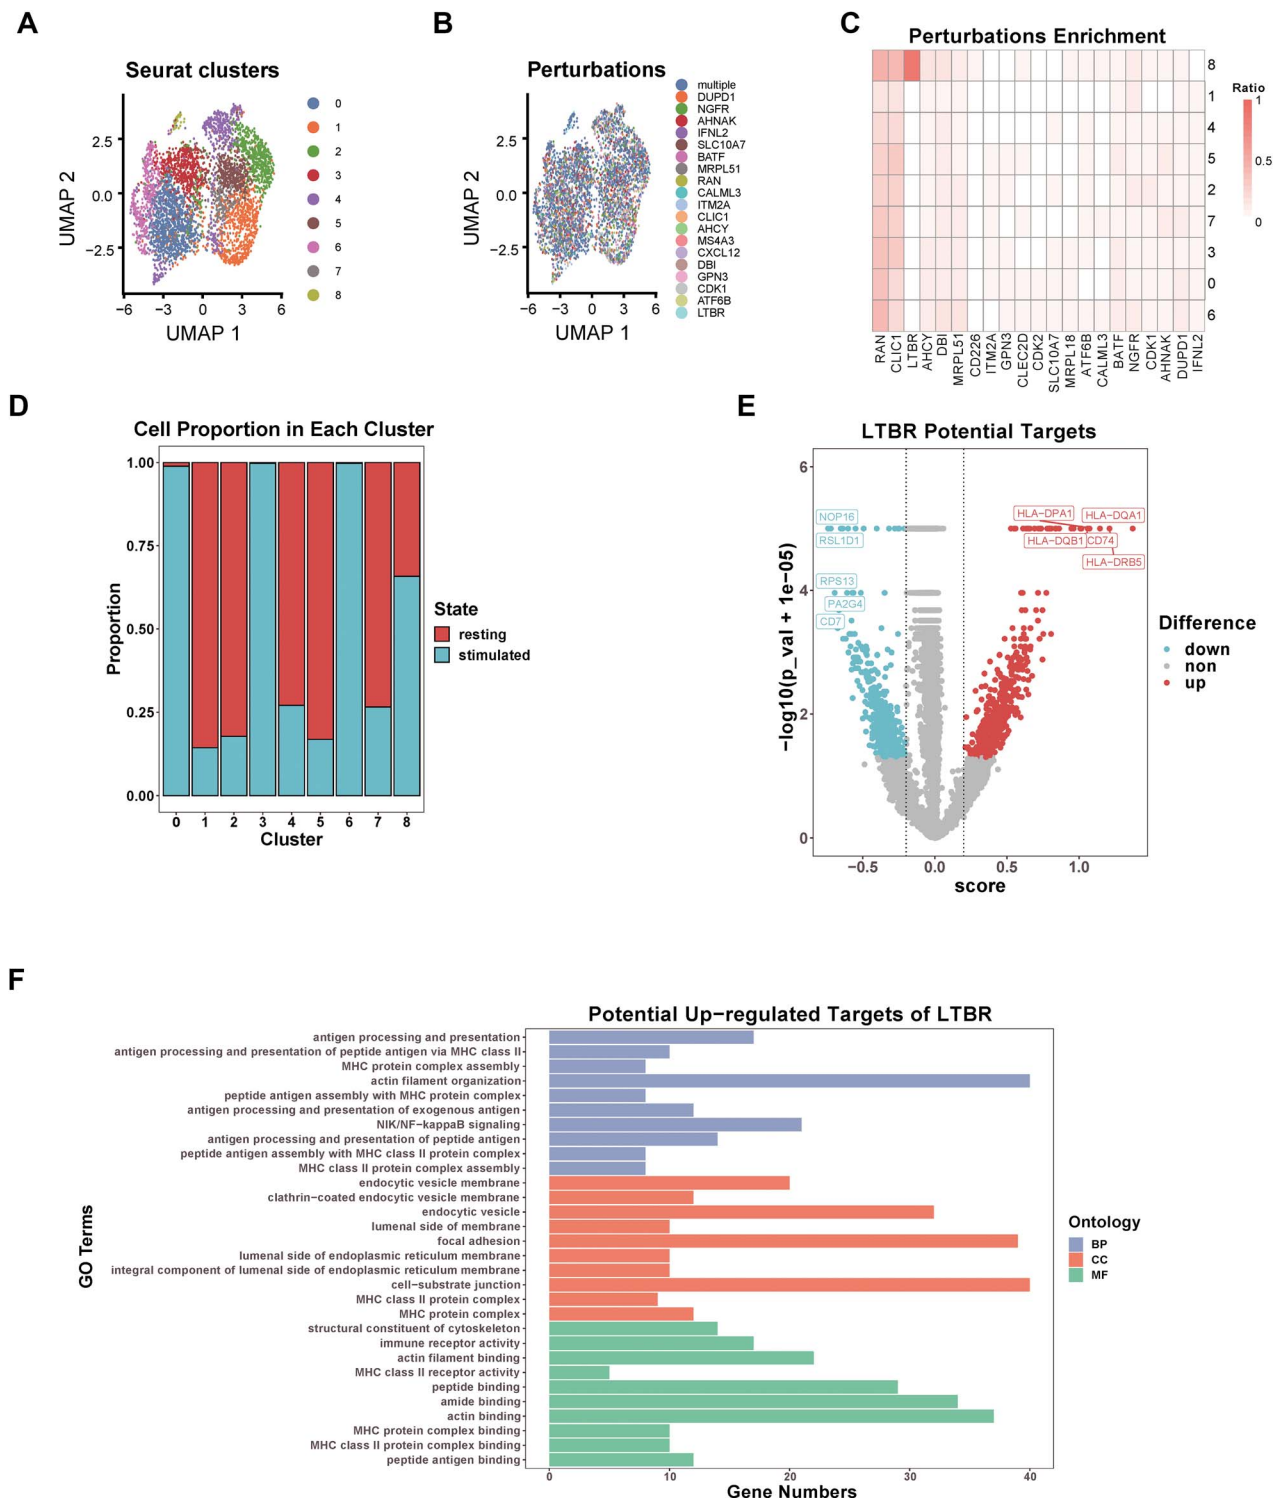 A
Seurat clusters
UMAP 2
2.5
0.0
−2.5
−6
−3
0
3
6
UMAP 1
0
1
2
3
4
5
6
7
8
B
Perturbations
UMAP 2
2.5
0.0
−2.5
−6
−3
0
3
6
UMAP 1
multiple
DUPD1
NGFR
AHNAK
IFNL2
SLC10A7
BATF
MRPL51
RAN
CALML3
ITM2A
CLIC1
AHCY
MS4A3
CXCL12
DBI
GPN3
CDK1
ATF6B
LTBR
C
Perturbations Enrichment
8
1
4
5
2
7
3
0
6
RAN
CLIC1
LTBR
AHCY
DBI
MRPL51
CD226
ITM2A
GPN3
CLEC2D
CDK2
SLC10A7
MRPL18
ATF6B
CALML3
BATF
NGFR
CDK1
AHNAK
DUPD1
IFNL2
Ratio
1
0.5
0
D
Cell Proportion in Each Cluster
Proportion
1.00
0.75
0.50
0.25
0.00
0
1
2
3
4
5
6
7
8
Cluster
State
resting
stimulated
E
LTBR Potential Targets
−log10(p_val + 1e−05)
6
4
2
0
NOP16
RSL1D1
RPS13
PA2G4
CD7
HLA−DPA1
HLA−DQA1
HLA−DQB1
CD74
HLA−DRB5
−0.5
0.0
0.5
1.0
score
Difference
down
non
up
F
Potential Up−regulated Targets of LTBR
GO Terms
antigen processing and presentation
antigen processing and presentation of peptide antigen via MHC class II
MHC protein complex assembly
actin filament organization
peptide antigen assembly with MHC protein complex
antigen processing and presentation of exogenous antigen
NIK/NF−kappaB signaling
antigen processing and presentation of peptide antigen
peptide antigen assembly with MHC class II protein complex
MHC class II protein complex assembly
endocytic vesicle membrane
clathrin−coated endocytic vesicle membrane
endocytic vesicle
lumenal side of membrane
focal adhesion
lumenal side of endoplasmic reticulum membrane
integral component of lumenal side of endoplasmic reticulum membrane
cell−substrate junction
MHC class II protein complex
MHC protein complex
structural constituent of cytoskeleton
immune receptor activity
actin filament binding
MHC class II receptor activity
peptide binding
amide binding
actin binding
MHC protein complex binding
MHC class II protein complex binding
peptide antigen binding
0
10
20
30
40
Gene Numbers
Ontology
BP
CC
MF